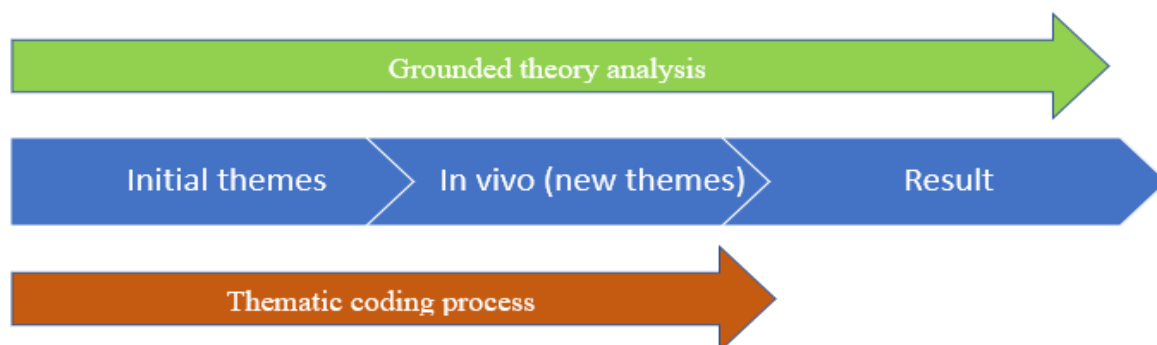 Grounded theory analysis
Initial themes
In vivo (new themes)
Result
Thematic coding process